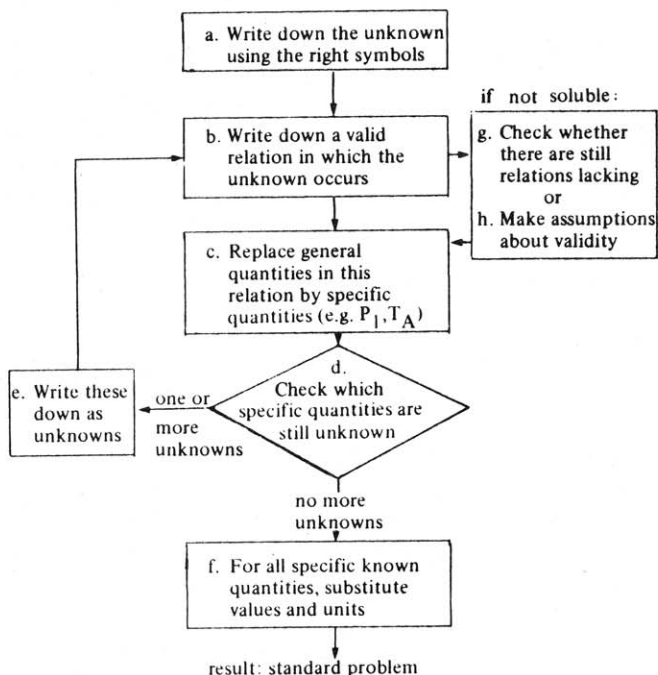 a. Write down the unknown
using the right symbols
if not soluble:
b. Write down a valid
relation in which the
unknown occurs
g. Check whether
there are still
relations lacking
or
h. Make assumptions
about validity
c. Replace general
quantities in this
relation by specific
quantities (e.g. P1,TA)
d.
Check which
specific quantities are
still unknown
one or
more
unknowns
e. Write these
down as
unknowns
no more
unknowns
f. For all specific known
quantities, substitute
values and units
result: standard problem